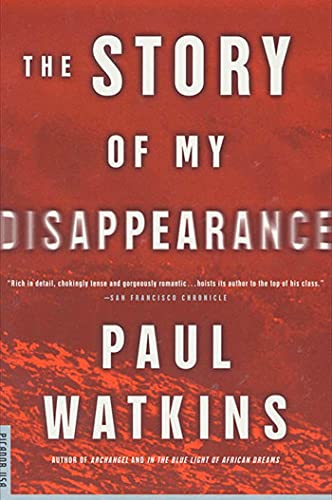 THE STORY
OF MY
DISAPPEARANCE
"Rich in detail, chokingly tense and gorgeously romantic...hoists its author to the top of his class."
—SAN FRANCISCO CHRONICLE
PAUL
WATKINS
AUTHOR OF ARCHANGEL AND IN THE BLUE LIGHT OF AFRICAN DREAMS
PICADOR USA